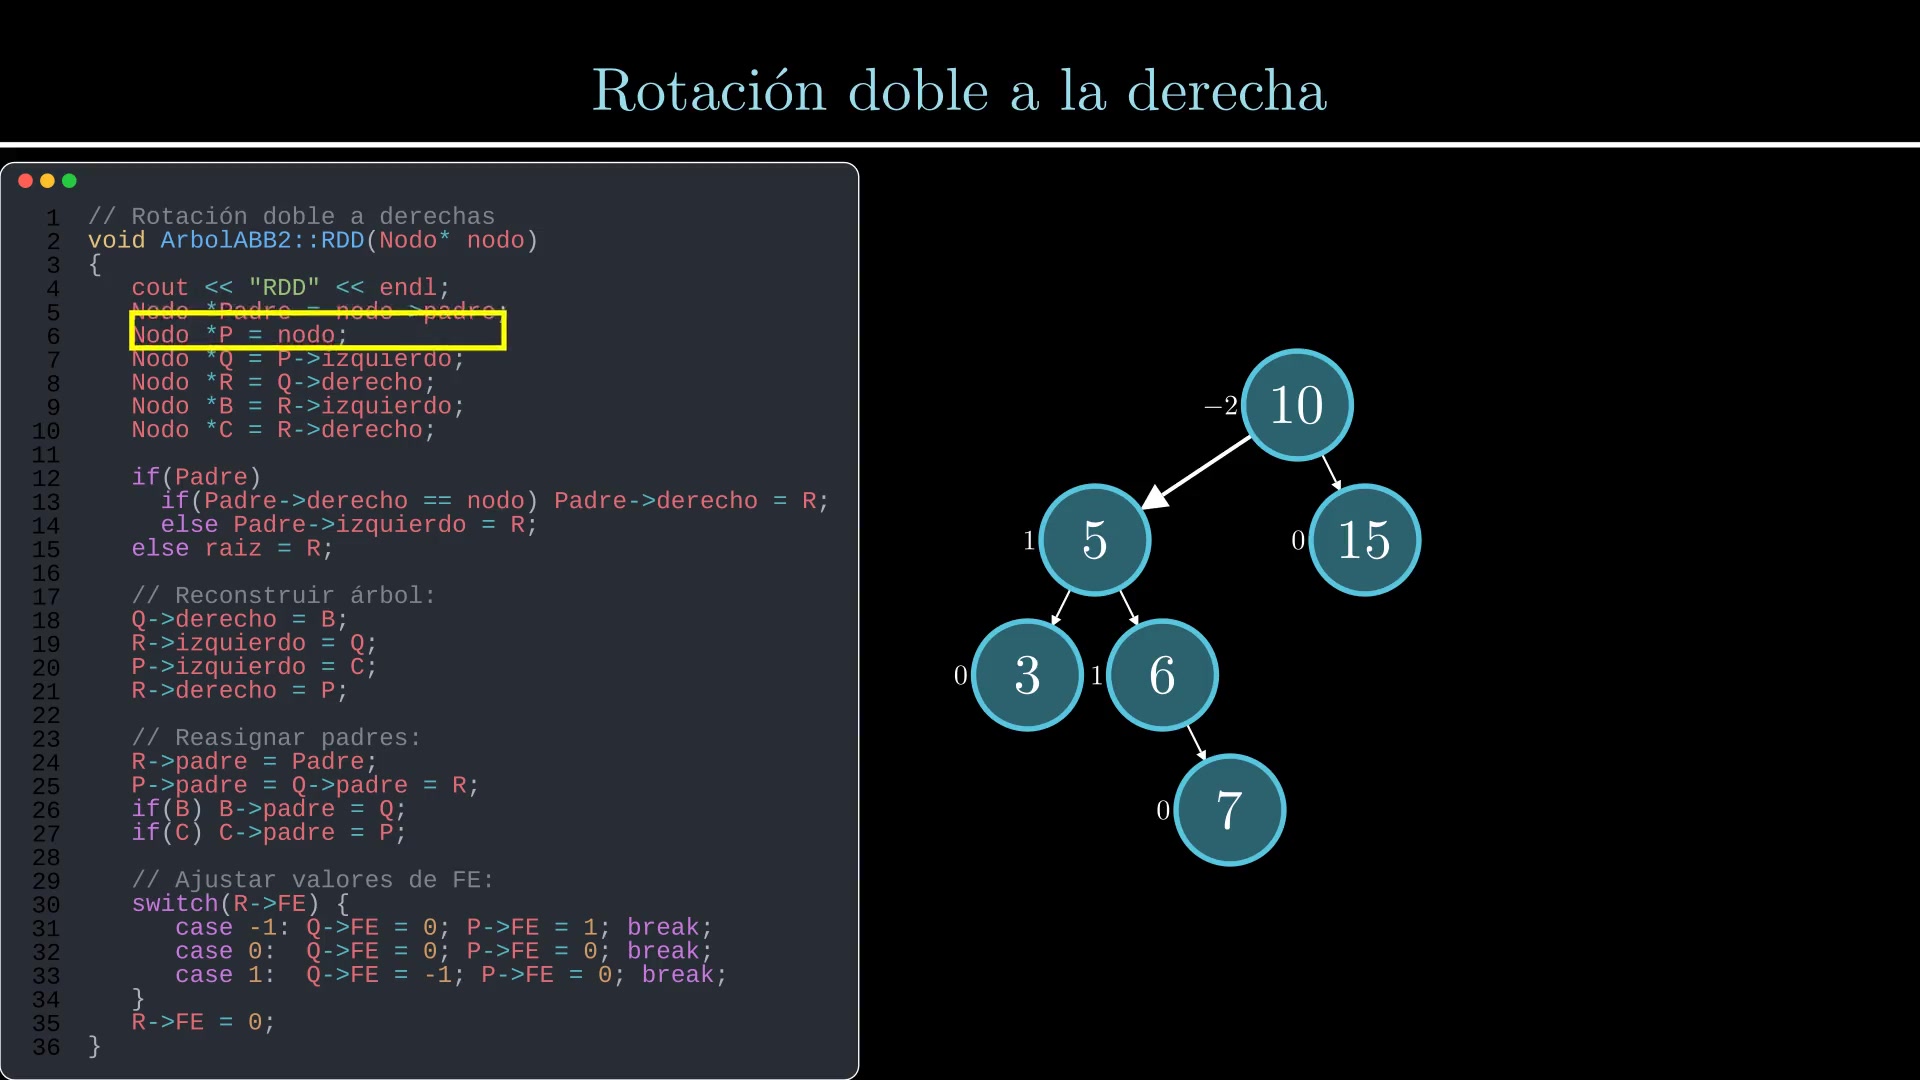 Rotación doble a la derecha
1 // Rotación doble a derechas
2 void ArbolABB2::RDD(Nodo* nodo)
3 {
4 cout << "RDD" << endl;
5 Nodo *Padre = nodo->padre;
6 Nodo *P = nodo;
7 Nodo *Q = P->izquierdo;
8 Nodo *R = Q->derecho;
9 Nodo *B = R->izquierdo;
10 Nodo *C = R->derecho;
11
12 if(Padre)
13 if(Padre->derecho == nodo) Padre->derecho = R;
14 else Padre->izquierdo = R;
15 else raiz = R;
16
17 // Reconstruir árbol:
18 Q->derecho = B;
19 R->izquierdo = Q;
20 P->izquierdo = C;
21 R->derecho = P;
22
23 // Reasignar padres:
24 R->padre = Padre;
25 P->padre = Q->padre = R;
26 if(B) B->padre = Q;
27 if(C) C->padre = P;
28
29 // Ajustar valores de FE:
30 switch(R->FE) {
31 case -1: Q->FE = 0; P->FE = 1; break;
32 case 0: Q->FE = 0; P->FE = 0; break;
33 case 1: Q->FE = -1; P->FE = 0; break;
34 }
35 R->FE = 0;
36 }
−2 10
1 5 0 15
0 3 1 6
0 7